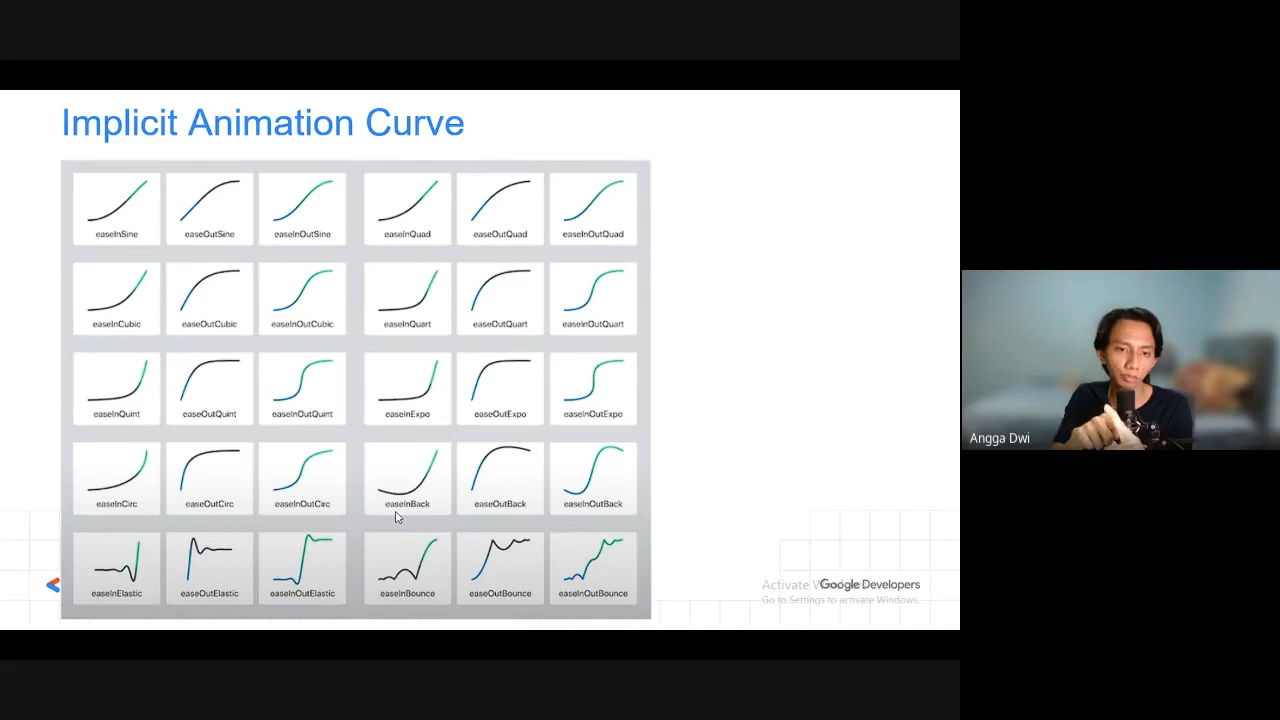 Implicit Animation Curve
easeInSine easeOutSine easeInOutSine easeInQuad easeOutQuad easeInOutQuad
easeInCubic easeOutCubic easeInOutCubic easeInQuart easeOutQuart easeInOutQuart
easeInQuint easeOutQuint easeInOutQuint easeInExpo easeOutExpo easeInOutExpo
easeInCirc easeOutCirc easeInOutCirc easeInBack easeOutBack easeInOutBack
easeInElastic easeOutElastic easeInOutElastic easeInBounce easeOutBounce easeInOutBounce
Activate
Google Developers
Go to Settings to activate Windows.
Angga Dwi